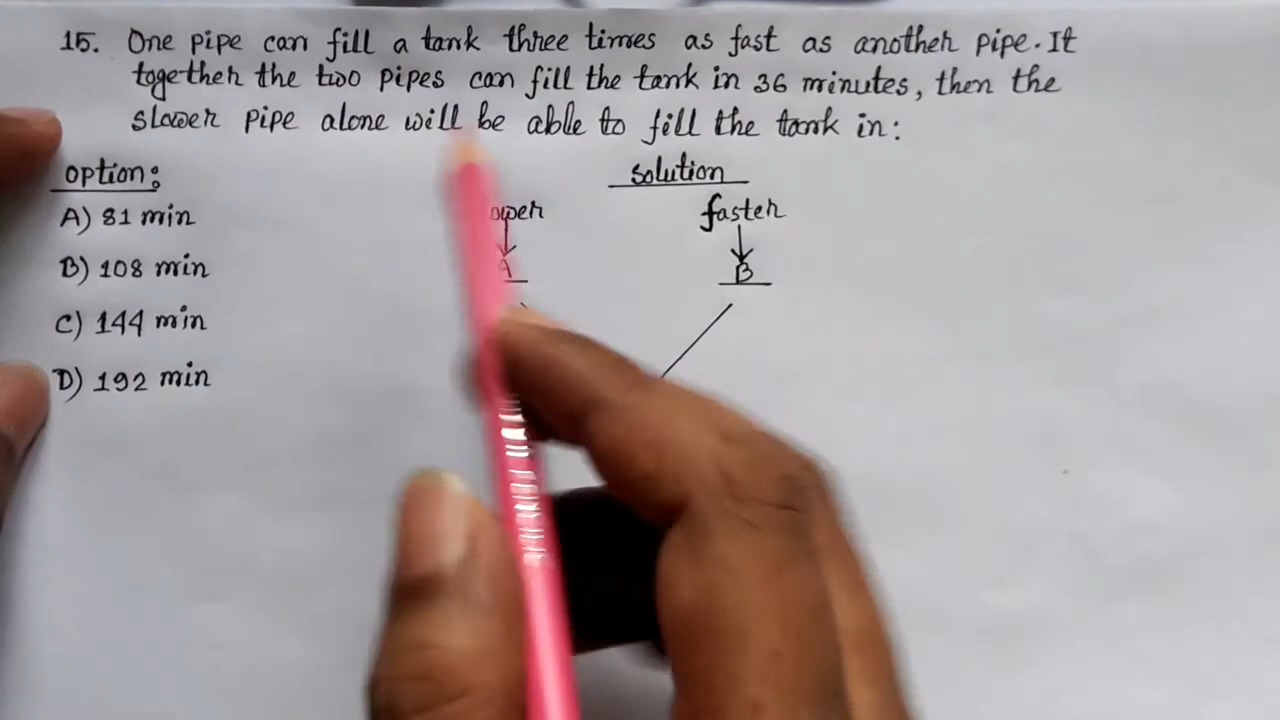 15. One pipe can fill a tank three times as fast as another pipe. It
together the two pipes can fill the tank in 36 minutes, then the
slower pipe alone will be able to fill the tank in:
option:
solution
A) 81 min
B) 108 min
C) 144 min
D) 192 min
faster
A
B